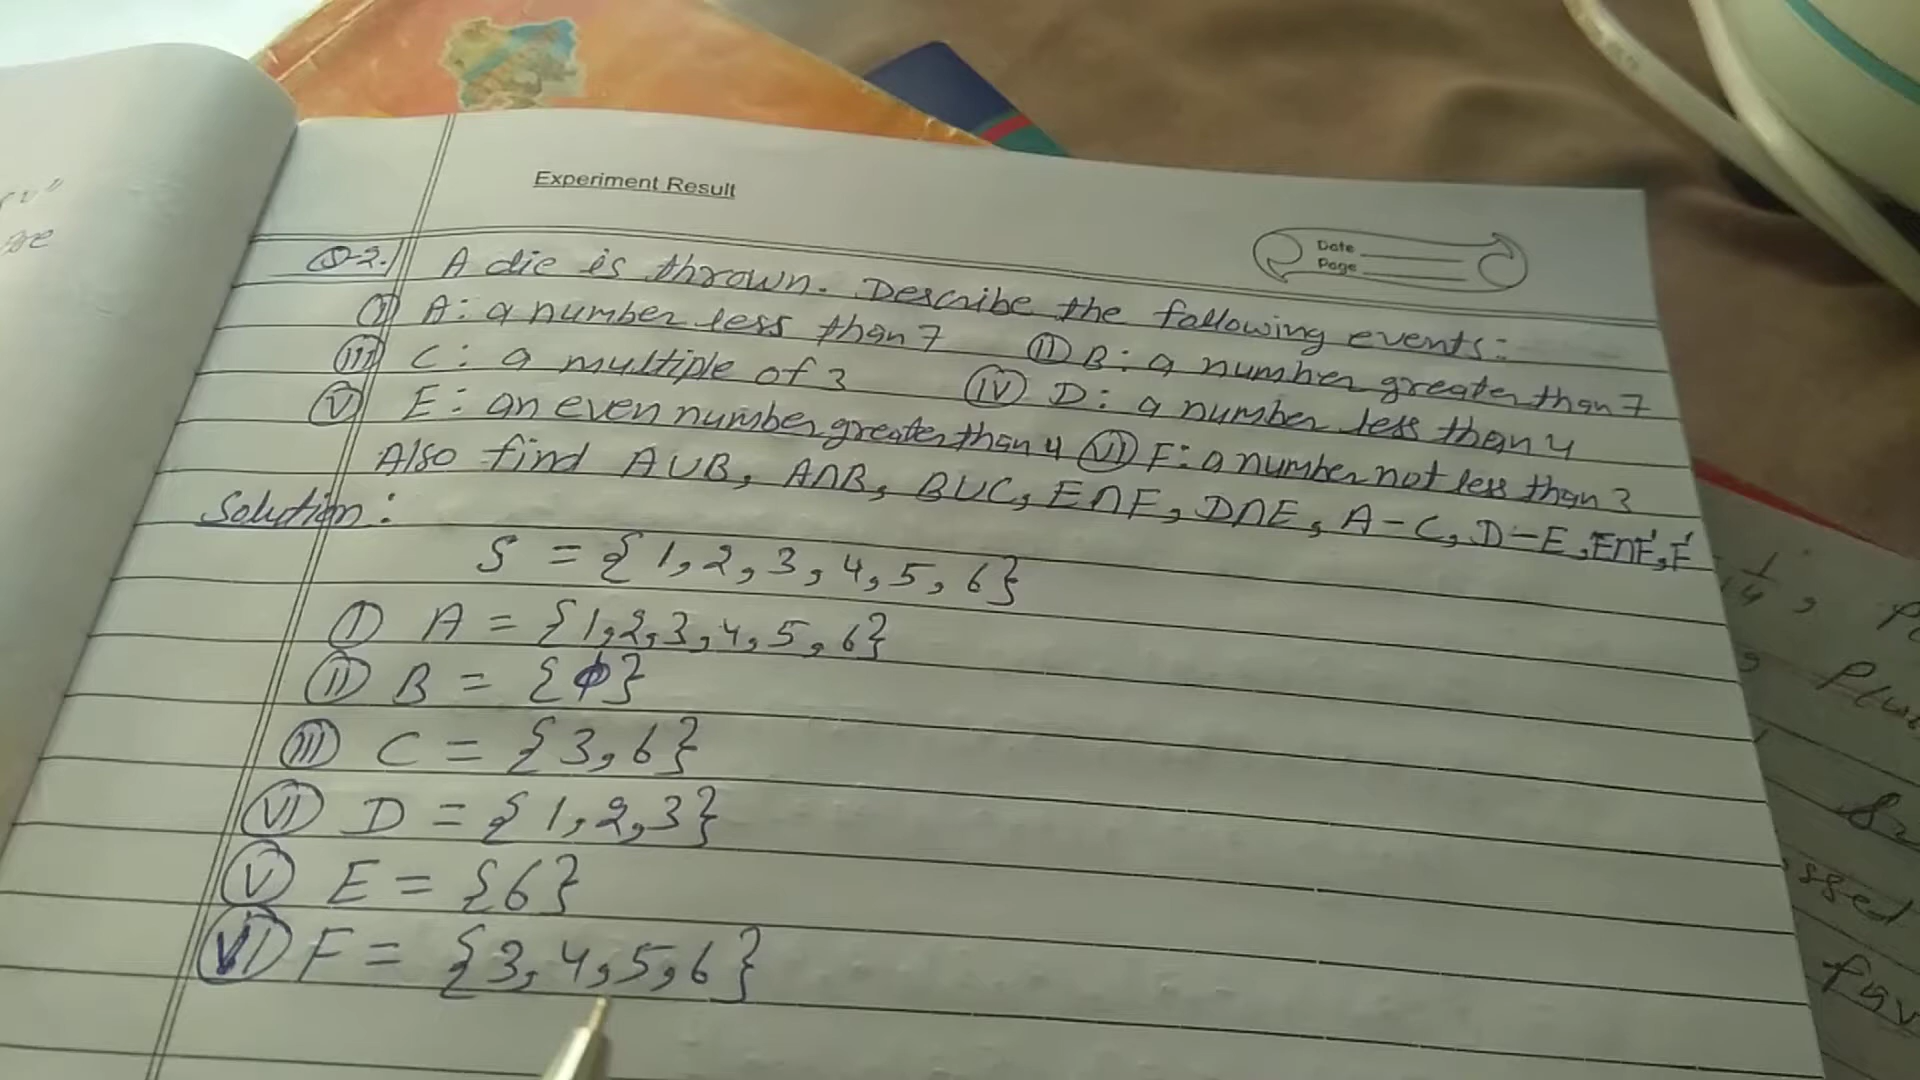 Experiment Result
Date
Page
Q-2. A die is thrown. Describe the following events:
(I) A: a number less than 7 (II) B: a number greater than 7
(III) C: a multiple of 3 (IV) D: a number less than 4
(V) E: an even number greater than 4 (VI) F: a number not less than 3
Also find A∪B, A∩B, B∪C, E∩F, D∩E, A-C, D-E, E∩F', F'
Solution:
S = {1,2,3,4,5,6}
(I) A = {1,2,3,4,5,6}
(II) B = {ϕ}
(III) C = {3,6}
(VI) D = {1,2,3}
(V) E = {6}
(VI) F = {3,4,5,6}